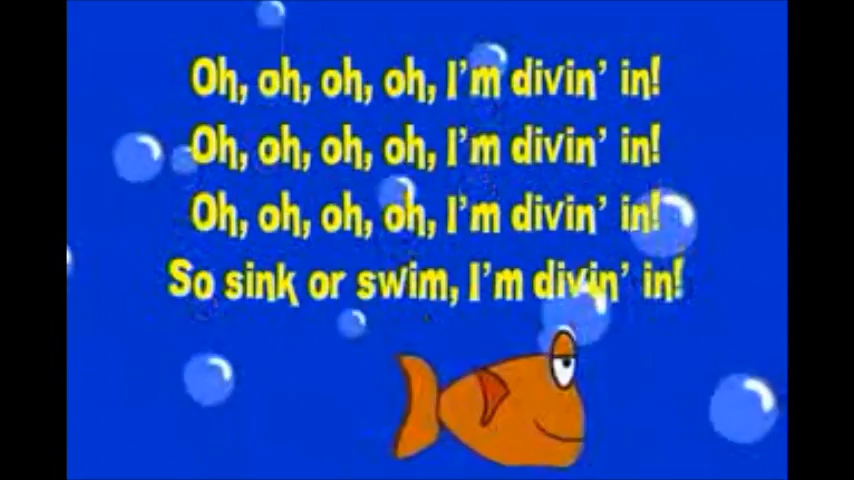 Oh, oh, oh, oh, I'm divin' in!
Oh, oh, oh, oh, I'm divin' in!
Oh, oh, oh, oh, I'm divin' in!
So sink or swim, I'm divin' in!